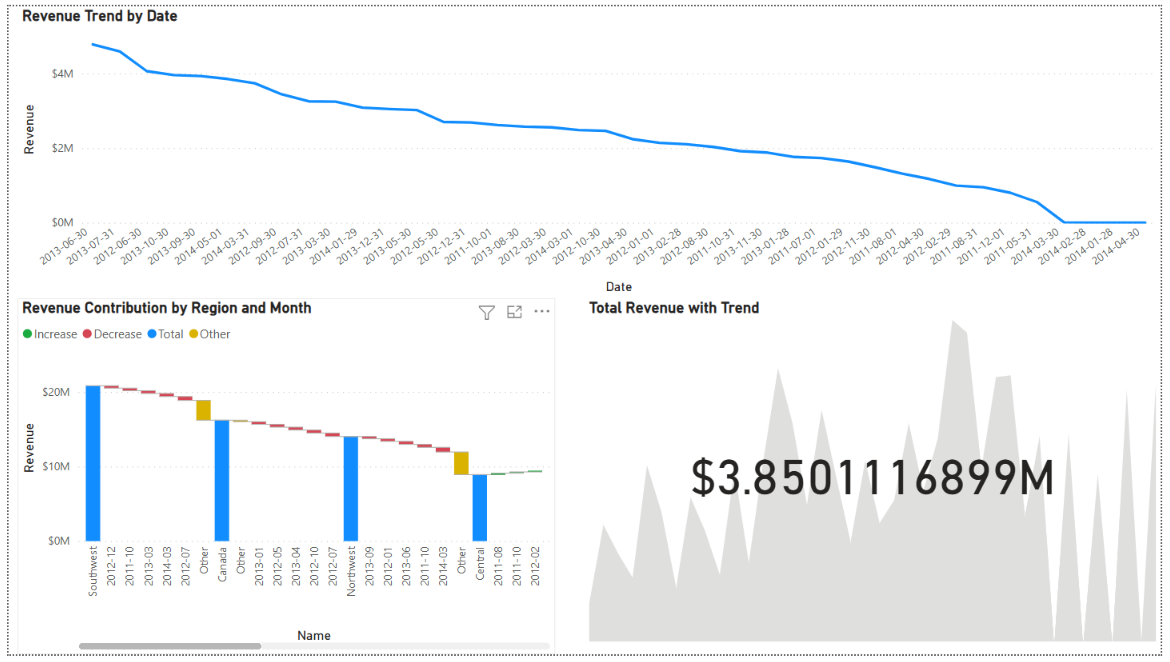 Revenue Trend by Date
Revenue
$4M
$2M
$0M
2013-06-30
2013-07-31
2012-06-30
2013-10-30
2013-09-30
2014-05-01
2014-03-31
2012-09-30
2012-07-31
2013-03-30
2014-01-29
2013-12-31
2013-05-30
2012-05-30
2012-12-31
2011-10-01
2013-08-30
2012-03-30
2014-03-01
2012-10-30
2013-04-30
2012-01-01
2013-02-28
2012-08-30
2011-10-31
2013-11-30
2013-01-28
2011-07-01
2012-01-29
2012-11-30
2011-08-01
2012-04-30
2012-02-29
2011-08-31
2011-12-01
2011-05-31
2014-03-30
2014-02-28
2014-01-28
2014-04-30
Date
Revenue Contribution by Region and Month
Increase Decrease Total Other
Revenue
$20M
$10M
$0M
Southwest
2012-12
2011-10
2013-03
2014-03
2012-07
Other
Canada
Other
2013-01
2012-05
2013-04
2012-10
2012-07
Northwest
2013-09
2012-01
2013-06
2011-10
2014-03
Other
Central
2011-08
2011-10
2012-02
Name
Total Revenue with Trend
$3.8501116899M